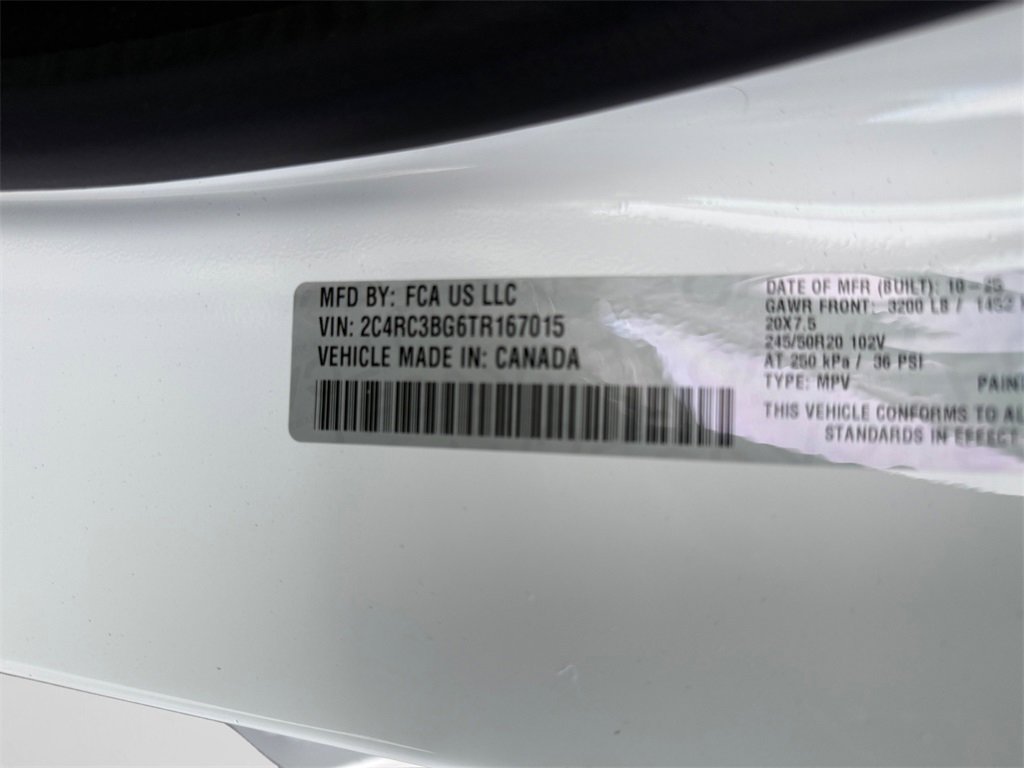 MFD BY: FCA US LLC
VIN: 2C4RC3BG6TR167015
VEHICLE MADE IN: CANADA
DATE OF MFR (BUILT): 10 - 25
GAWR FRONT: 3200 LB / 1452
20X7.5
245/50R20 102V
AT 250 kPa / 36 PSI
TYPE: MPV PAINT
THIS VEHICLE CONFORMS TO
STANDARDS IN EFFECT